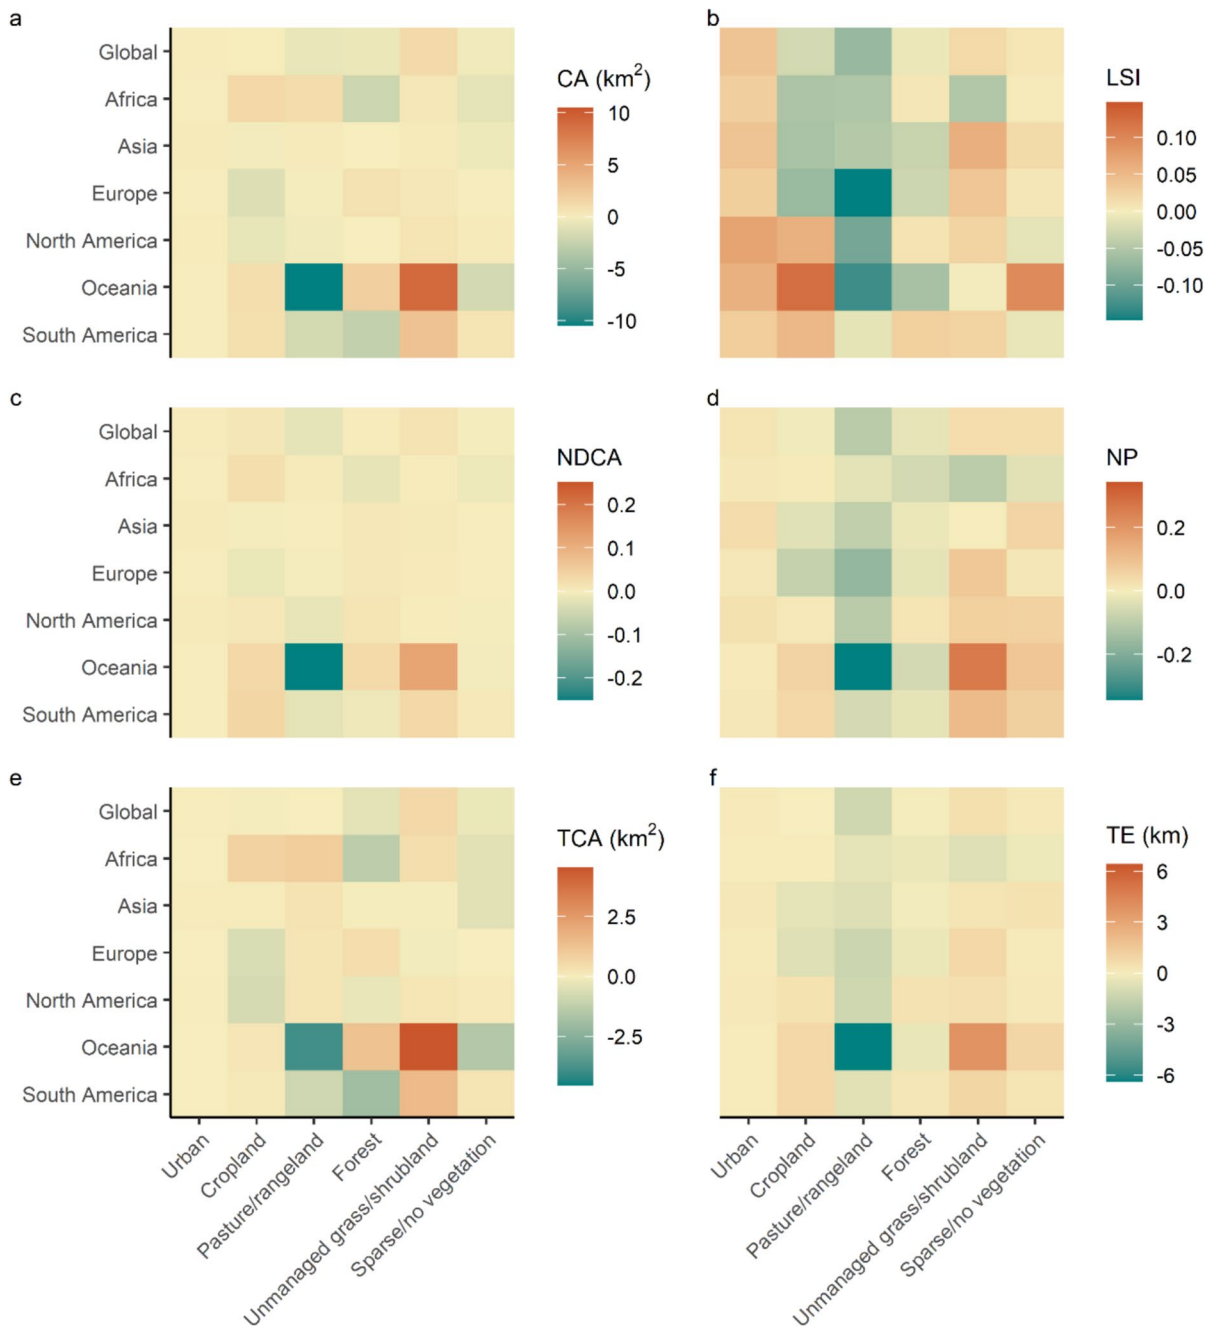 a
Global
Africa
Asia
Europe
North America
Oceania
South America
CA (km²)
10
5
0
-5
-10
b
LSI
0.10
0.05
0.00
-0.05
-0.10
c
Global
Africa
Asia
Europe
North America
Oceania
South America
NDCA
0.2
0.1
0.0
-0.1
-0.2
d
NP
0.2
0.0
-0.2
e
Global
Africa
Asia
Europe
North America
Oceania
South America
Urban
Cropland
Pasture/rangeland
Forest
Unmanaged grass/shrubland
Sparse/no vegetation
TCA (km²)
2.5
0.0
-2.5
f
Urban
Cropland
Pasture/rangeland
Forest
Unmanaged grass/shrubland
Sparse/no vegetation
TE (km)
6
3
0
-3
-6